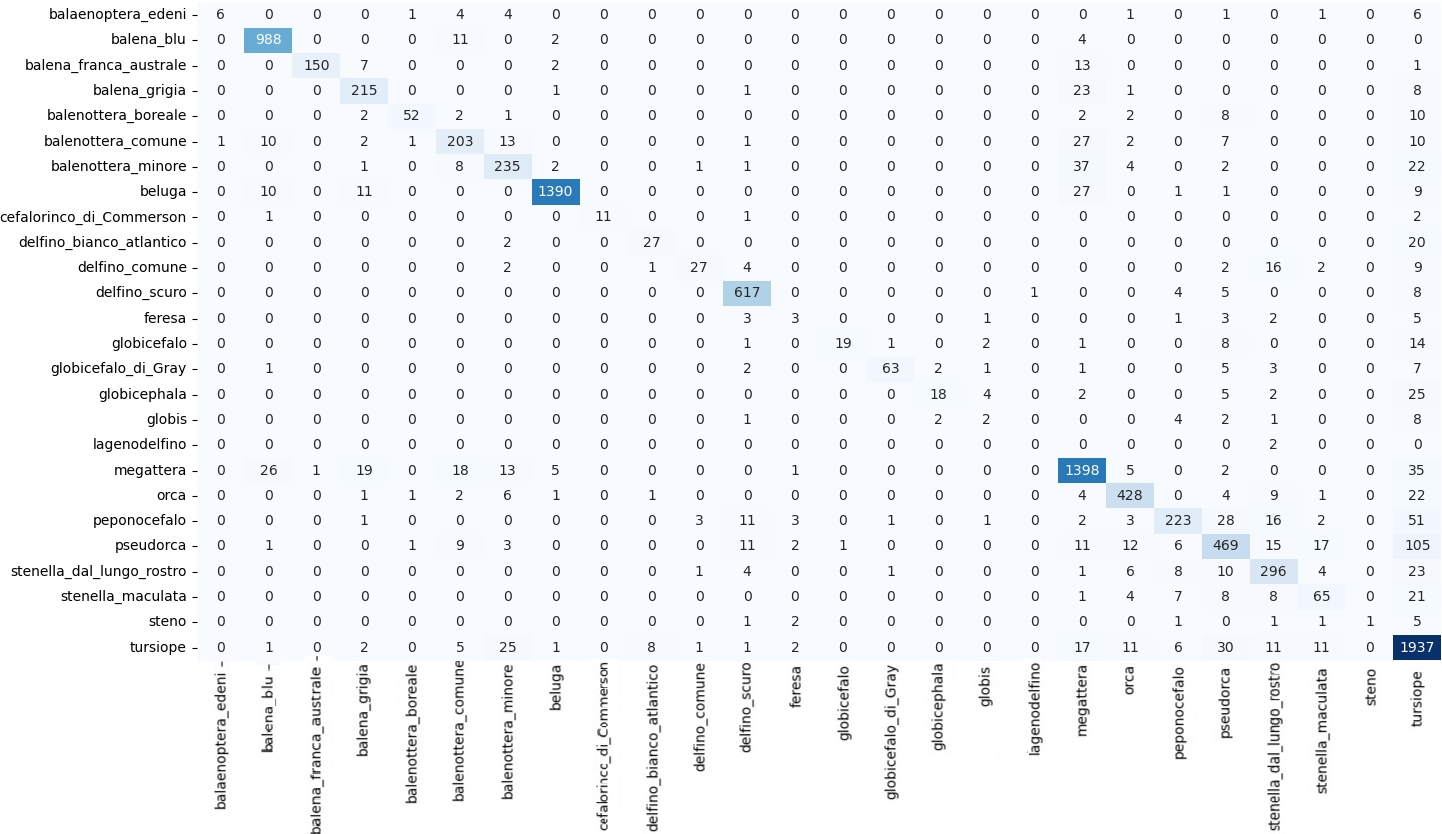 balaenoptera_edeni 6 0 0 0 1 4 4 0 0 0 0 0 0 0 0 0 0 0 0 1 0 1 0 1 0 6
balena_blu 0 988 0 0 0 11 0 2 0 0 0 0 0 0 0 0 0 0 4 0 0 0 0 0 0 0
balena_franca_australe 0 0 150 7 0 0 0 2 0 0 0 0 0 0 0 0 0 0 13 0 0 0 0 0 0 1
balena_grigia 0 0 0 215 0 0 0 1 0 0 0 1 0 0 0 0 0 0 23 1 0 0 0 0 0 8
balenottera_boreale 0 0 0 2 52 2 1 0 0 0 0 0 0 0 0 0 0 0 2 2 0 8 0 0 0 10
balenottera_comune 1 10 0 2 1 203 13 0 0 0 0 1 0 0 0 0 0 0 27 2 0 7 0 0 0 10
balenottera_minore 0 0 0 1 0 8 235 2 0 0 1 1 0 0 0 0 0 0 37 4 0 2 0 0 0 22
beluga 0 10 0 11 0 0 0 1390 0 0 0 0 0 0 0 0 0 0 27 0 1 1 0 0 0 9
cefalorinco_di_Commerson 0 1 0 0 0 0 0 0 11 0 0 1 0 0 0 0 0 0 0 0 0 0 0 0 0 2
delfino_bianco_atlantico 0 0 0 2 0 0 0 0 0 27 0 0 0 0 0 0 0 0 0 0 0 0 0 0 0 20
delfino_comune 0 0 0 2 0 0 0 0 0 1 27 4 0 0 0 0 0 0 0 0 0 2 16 2 0 9
delfino_scuro 0 0 0 0 0 0 0 0 0 0 0 617 0 0 0 0 0 1 0 0 4 5 0 0 0 8
feresa 0 0 0 0 0 0 0 0 0 0 0 3 3 0 0 0 1 0 0 0 1 3 2 0 0 5
globicefalo 0 0 0 0 0 0 0 0 0 0 0 1 0 19 1 0 2 0 1 0 0 8 0 0 0 14
globicefalo_di_Gray 0 1 0 0 0 0 0 0 0 0 0 2 0 0 63 2 1 0 1 0 0 5 3 0 0 7
globicephala 0 0 0 0 0 0 0 0 0 0 0 0 0 0 0 18 4 0 2 0 0 5 2 0 0 25
globis 0 0 0 0 0 0 0 0 0 0 0 1 0 0 0 2 2 0 0 0 4 2 1 0 0 8
lagenodelfino 0 0 0 0 0 0 0 0 0 0 0 0 0 0 0 0 0 0 0 0 0 0 2 0 0 0
megattera 0 26 1 19 0 18 13 5 0 0 0 0 1 0 0 0 0 0 1398 5 0 2 0 0 0 35
orca 0 0 0 1 1 2 6 1 0 1 0 0 0 0 0 0 0 0 4 428 0 4 9 1 0 22
peponocefalo 0 0 0 1 0 0 0 0 0 0 3 11 3 0 1 0 1 0 2 3 223 28 16 2 0 51
pseudorca 0 1 0 0 1 9 3 0 0 0 0 11 2 1 0 0 0 0 11 12 6 469 15 17 0 105
stenella_dal_lungo_rostro 0 0 0 0 0 0 0 0 0 0 1 4 0 0 1 0 0 0 1 6 8 10 296 4 0 23
stenella_maculata 0 0 0 0 0 0 0 0 0 0 0 0 0 0 0 0 0 0 1 4 7 8 8 65 0 21
steno 0 0 0 0 0 0 0 0 0 0 0 1 2 0 0 0 0 0 0 0 1 0 1 1 1 5
tursiope 0 1 0 2 0 5 25 1 0 8 1 1 2 0 0 0 0 0 17 11 6 30 11 11 0 1937
balaenoptera_edeni
balena_blu
balena_franca_australe
balena_grigia
balenottera_boreale
balenottera_comune
balenottera_minore
beluga
cefalorinco_di_Commerson
delfino_bianco_atlantico
delfino_comune
delfino_scuro
feresa
globicefalo
globicefalo_di_Gray
globicephala
globis
lagenodelfino
megattera
orca
peponocefalo
pseudorca
stenella_dal_lungo_rostro
stenella_maculata
steno
tursiope